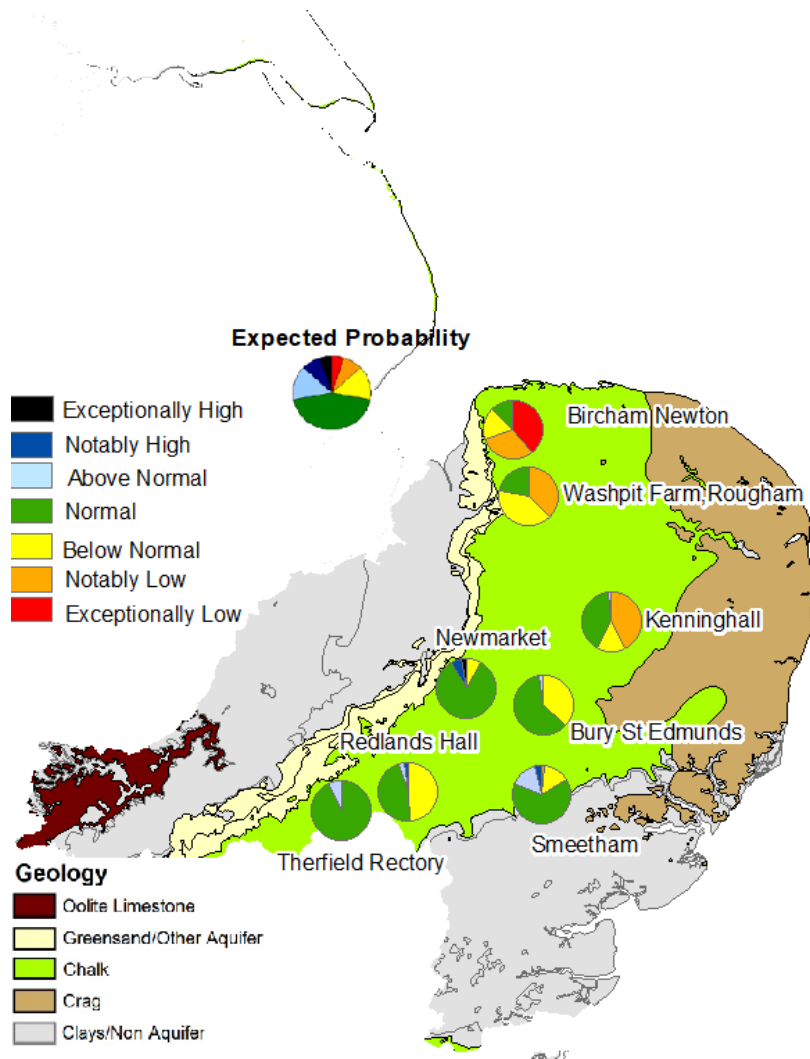 Expected Probability
Exceptionally High
Notably High
Above Normal
Normal
Below Normal
Notably Low
Exceptionally Low
Bircham Newton
Washpit Farm,Rougham
Kenninghall
Newmarket
Bury St Edmunds
Redlands Hall
Smeetham
Therfield Rectory
Geology
Oolite Limestone
Greensand/Other Aquifer
Chalk
Crag
Clays/Non Aquifer